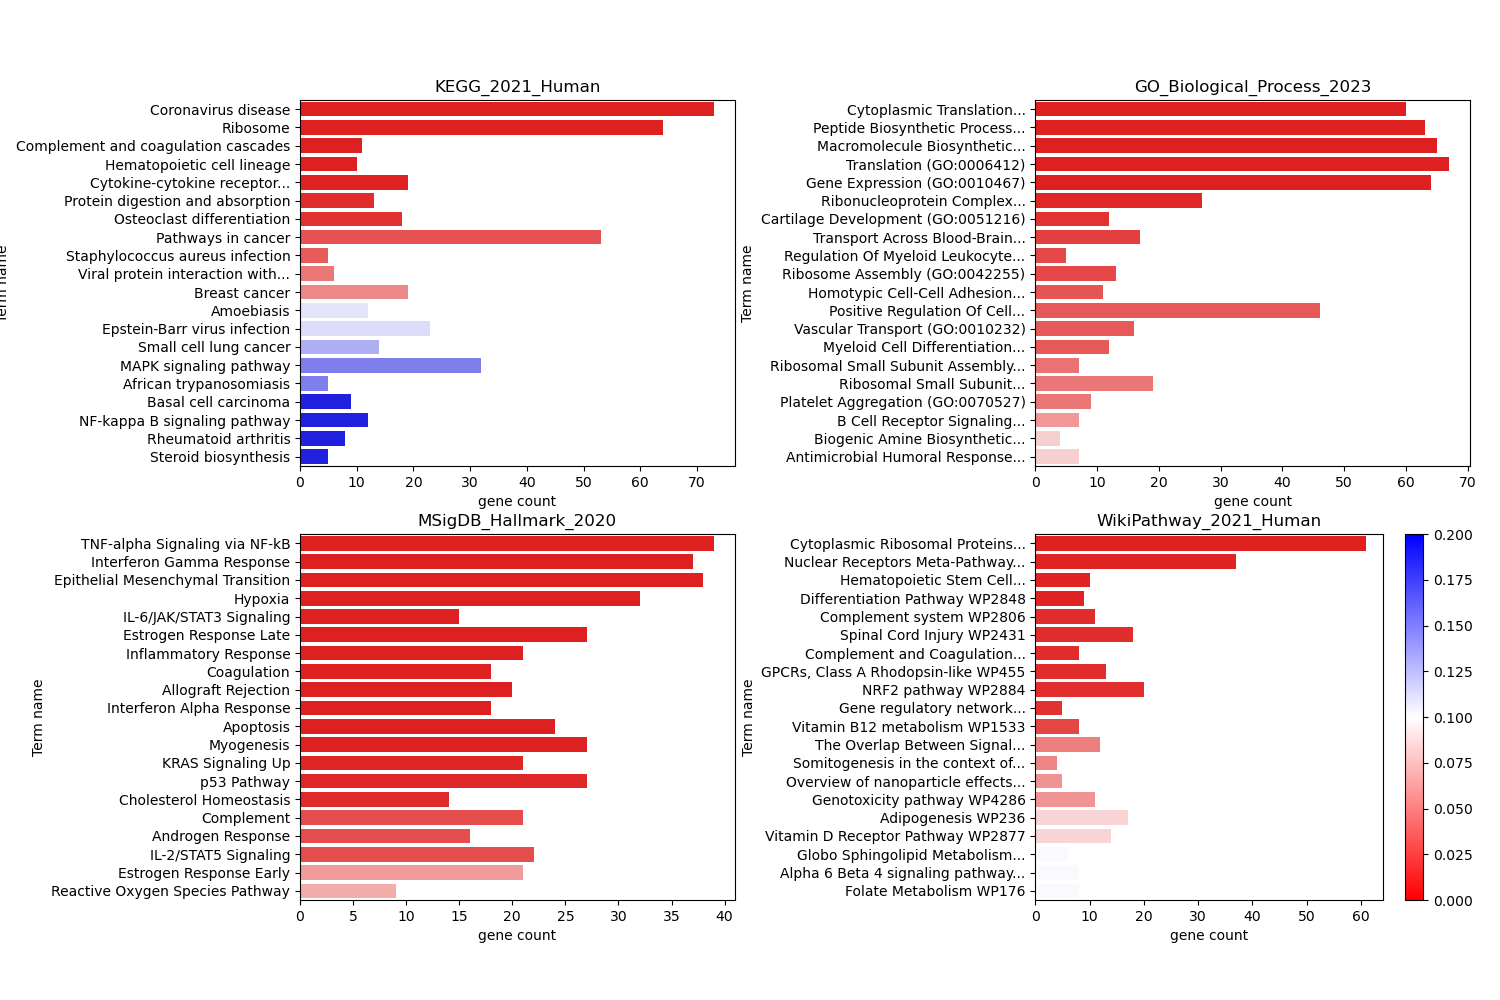 KEGG_2021_Human
Coronavirus disease
Ribosome
Complement and coagulation cascades
Hematopoietic cell lineage
Cytokine-cytokine receptor...
Protein digestion and absorption
Osteoclast differentiation
Pathways in cancer
Staphylococcus aureus infection
Viral protein interaction with...
Breast cancer
Amoebiasis
Epstein-Barr virus infection
Small cell lung cancer
MAPK signaling pathway
African trypanosomiasis
Basal cell carcinoma
NF-kappa B signaling pathway
Rheumatoid arthritis
Steroid biosynthesis
Term name
0 10 20 30 40 50 60 70
gene count
GO_Biological_Process_2023
Cytoplasmic Translation...
Peptide Biosynthetic Process...
Macromolecule Biosynthetic...
Translation (GO:0006412)
Gene Expression (GO:0010467)
Ribonucleoprotein Complex...
Cartilage Development (GO:0051216)
Transport Across Blood-Brain...
Regulation Of Myeloid Leukocyte...
Ribosome Assembly (GO:0042255)
Homotypic Cell-Cell Adhesion...
Positive Regulation Of Cell...
Vascular Transport (GO:0010232)
Myeloid Cell Differentiation...
Ribosomal Small Subunit Assembly...
Ribosomal Small Subunit...
Platelet Aggregation (GO:0070527)
B Cell Receptor Signaling...
Biogenic Amine Biosynthetic...
Antimicrobial Humoral Response...
Term name
0 10 20 30 40 50 60 70
gene count
MSigDB_Hallmark_2020
TNF-alpha Signaling via NF-kB
Interferon Gamma Response
Epithelial Mesenchymal Transition
Hypoxia
IL-6/JAK/STAT3 Signaling
Estrogen Response Late
Inflammatory Response
Coagulation
Allograft Rejection
Interferon Alpha Response
Apoptosis
Myogenesis
KRAS Signaling Up
p53 Pathway
Cholesterol Homeostasis
Complement
Androgen Response
IL-2/STAT5 Signaling
Estrogen Response Early
Reactive Oxygen Species Pathway
Term name
0 5 10 15 20 25 30 35 40
gene count
WikiPathway_2021_Human
Cytoplasmic Ribosomal Proteins...
Nuclear Receptors Meta-Pathway...
Hematopoietic Stem Cell...
Differentiation Pathway WP2848
Complement system WP2806
Spinal Cord Injury WP2431
Complement and Coagulation...
GPCRs, Class A Rhodopsin-like WP455
NRF2 pathway WP2884
Gene regulatory network...
Vitamin B12 metabolism WP1533
The Overlap Between Signal...
Somitogenesis in the context of...
Overview of nanoparticle effects...
Genotoxicity pathway WP4286
Adipogenesis WP236
Vitamin D Receptor Pathway WP2877
Globo Sphingolipid Metabolism...
Alpha 6 Beta 4 signaling pathway...
Folate Metabolism WP176
Term name
0 10 20 30 40 50 60
gene count
0.200
0.175
0.150
0.125
0.100
0.075
0.050
0.025
0.000